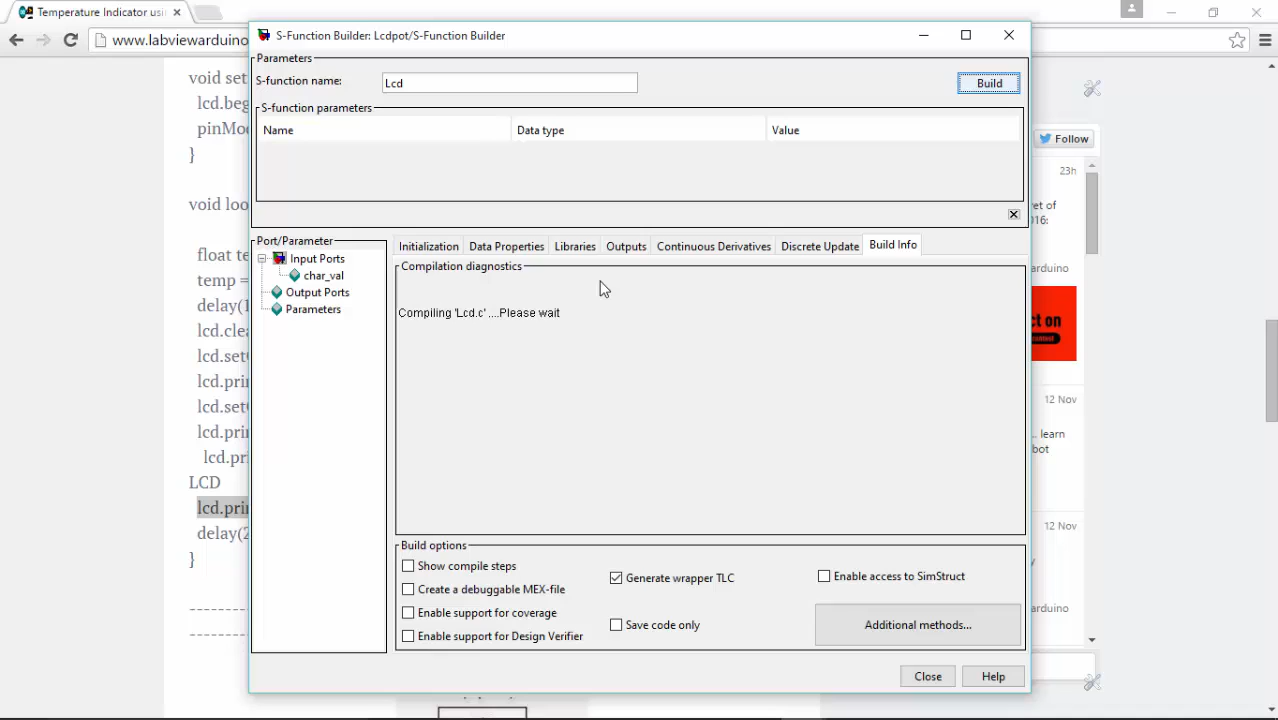 Temperature Indicator usi
www.labviewarduino
S-Function Builder: Lcdpot/S-Function Builder
Parameters
S-function name:
Lcd
Build
S-function parameters
Name
Data type
Value
Port/Parameter
Input Ports
char_val
Output Ports
Parameters
Initialization
Data Properties
Libraries
Outputs
Continuous Derivatives
Discrete Update
Build Info
Compilation diagnostics
Compiling 'Lcd.c' ....Please wait
Build options
Show compile steps
Create a debuggable MEX-file
Enable support for coverage
Enable support for Design Verifier
Generate wrapper TLC
Save code only
Enable access to SimStruct
Additional methods...
Close
Help
void set
lcd.beg
pinMo
}
void loo
float te
temp =
delay(1
lcd.clea
lcd.set
lcd.pri
lcd.set
lcd.pri
lcd.pri
LCD
lcd.pri
delay(2
}
Follow
23h
et of
016:
arduino
ct on
12 Nov
... learn
bot
12 Nov
arduino